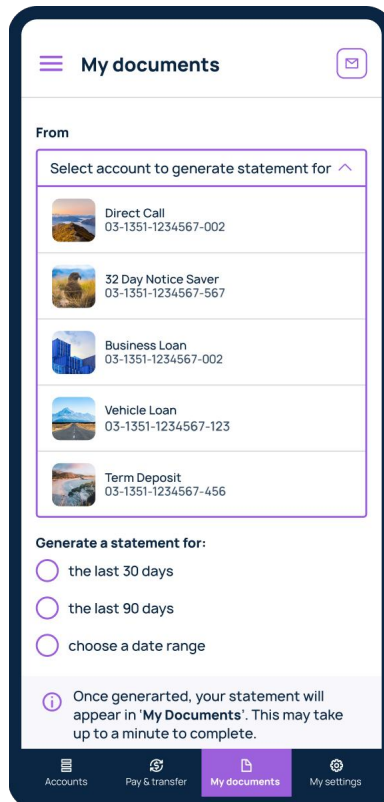 My documents
From
Select account to generate statement for
Direct Call
03-1351-1234567-002
32 Day Notice Saver
03-1351-1234567-567
Business Loan
03-1351-1234567-002
Vehicle Loan
03-1351-1234567-123
Term Deposit
03-1351-1234567-456
Generate a statement for:
the last 30 days
the last 90 days
choose a date range
Once generarted, your statement will
appear in ‘My Documents’. This may take
up to a minute to complete.
Accounts
Pay & transfer
My documents
My settings